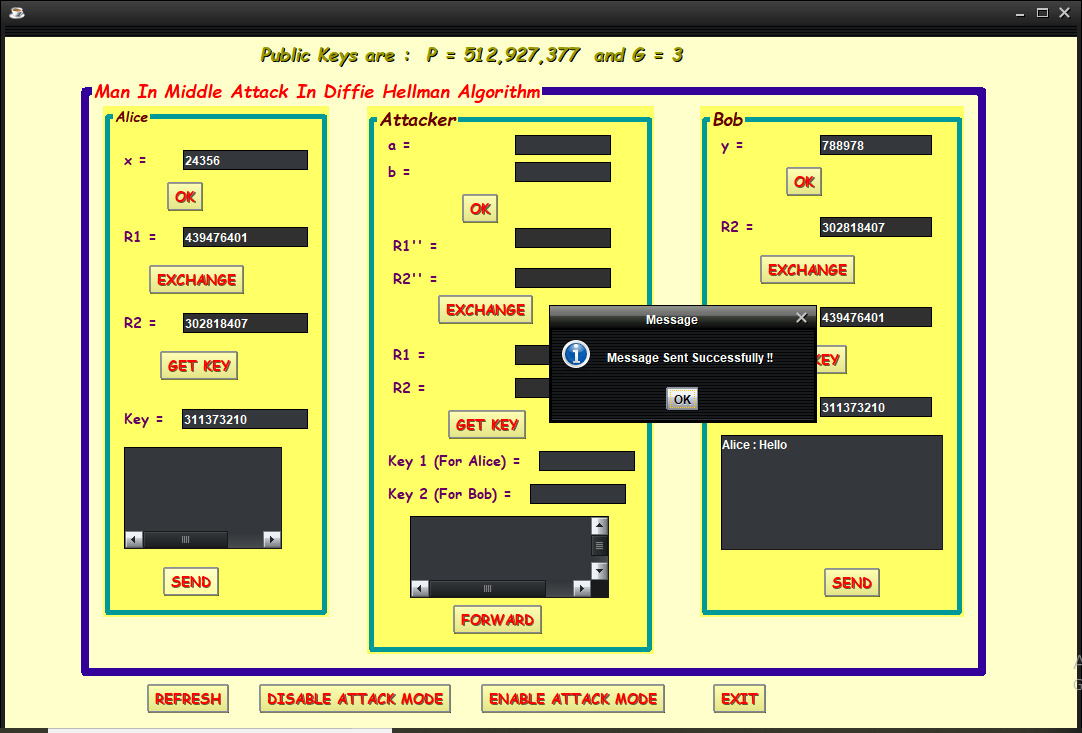 Public Keys are : P = 512,927,377 and G = 3
Man In Middle Attack In Diffie Hellman Algorithm
Alice
x = 24356
OK
R1 = 439476401
EXCHANGE
R2 = 302818407
GET KEY
Key = 311373210
SEND
Attacker
a =
b =
OK
R1'' =
R2'' =
EXCHANGE
R1 =
R2 =
GET KEY
Key 1 (For Alice) =
Key 2 (For Bob) =
FORWARD
Bob
y = 788978
OK
R2 = 302818407
EXCHANGE
439476401
KEY
311373210
Alice : Hello
SEND
Message
Message Sent Successfully !!
OK
REFRESH
DISABLE ATTACK MODE
ENABLE ATTACK MODE
EXIT